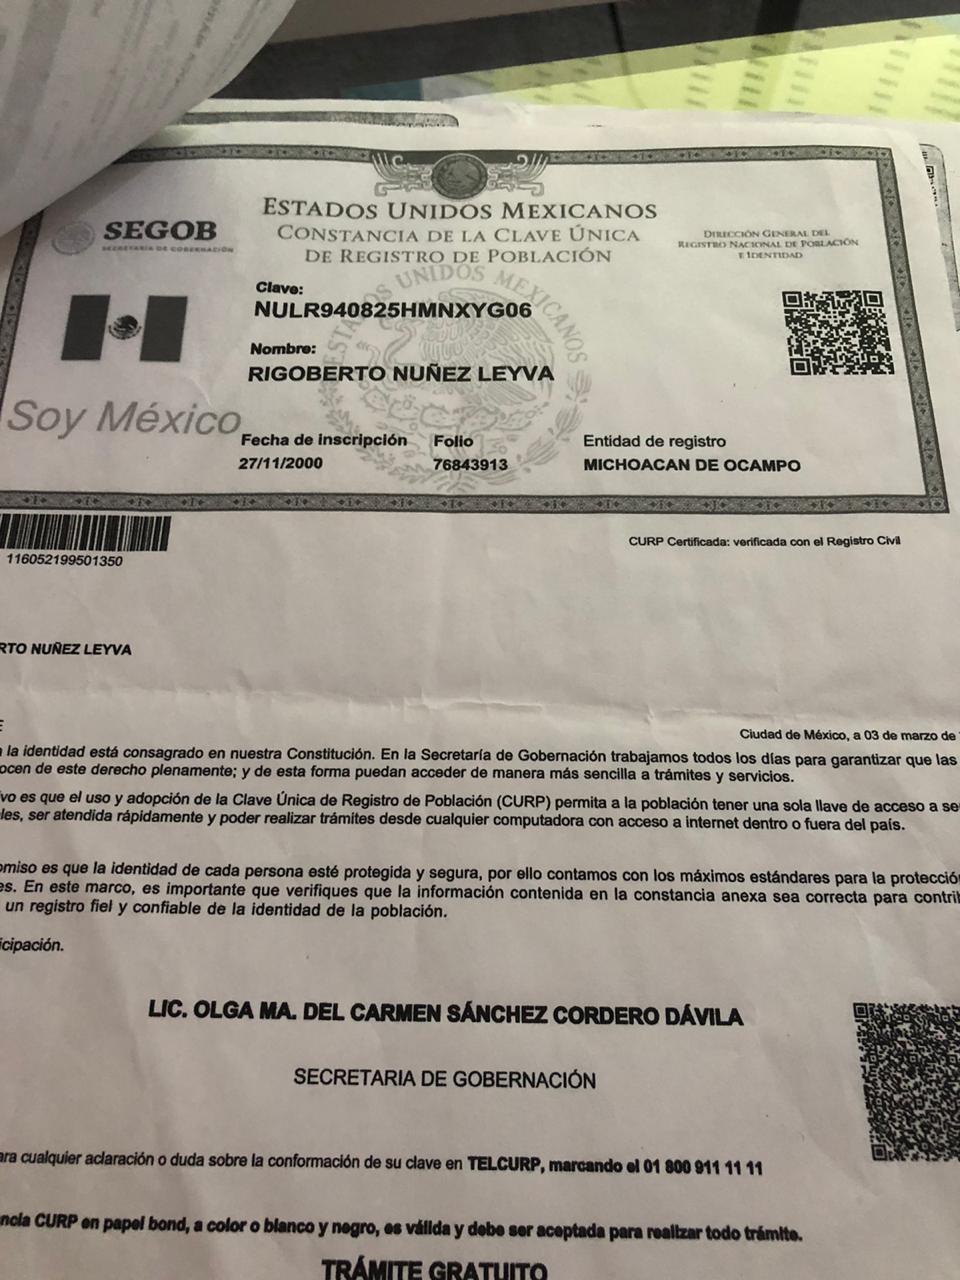 SEGOB
SECRETARÍA DE GOBERNACIÓN
ESTADOS UNIDOS MEXICANOS
CONSTANCIA DE LA CLAVE ÚNICA
DE REGISTRO DE POBLACIÓN
DIRECCIÓN GENERAL DEL
REGISTRO NACIONAL DE POBLACIÓN
E IDENTIDAD
ESTADOS UNIDOS MEXICANOS
Clave:
NULR940825HMNXYG06
Nombre:
RIGOBERTO NUÑEZ LEYVA
Soy México
Fecha de inscripción Folio Entidad de registro
27/11/2000 76843913 MICHOACAN DE OCAMPO
116052199501350
CURP Certificada: verificada con el Registro Civil
RTO NUÑEZ LEYVA
E
Ciudad de México, a 03 de marzo de
la identidad está consagrado en nuestra Constitución. En la Secretaría de Gobernación trabajamos todos los días para garantizar que las
ocen de este derecho plenamente; y de esta forma puedan acceder de manera más sencilla a trámites y servicios.
vo es que el uso y adopción de la Clave Única de Registro de Población (CURP) permita a la población tener una sola llave de acceso a se
les, ser atendida rápidamente y poder realizar trámites desde cualquier computadora con acceso a internet dentro o fuera del país.
omiso es que la identidad de cada persona esté protegida y segura, por ello contamos con los máximos estándares para la protecció
es. En este marco, es importante que verifiques que la información contenida en la constancia anexa sea correcta para contri
un registro fiel y confiable de la identidad de la población.
icipación.
LIC. OLGA MA. DEL CARMEN SÁNCHEZ CORDERO DÁVILA
SECRETARIA DE GOBERNACIÓN
ara cualquier aclaración o duda sobre la conformación de su clave en TELCURP, marcando el 01 800 911 11 11
ncia CURP en papel bond, a color o blanco y negro, es válida y debe ser aceptada para realizar todo trámite.
TRÁMITE GRATUITO